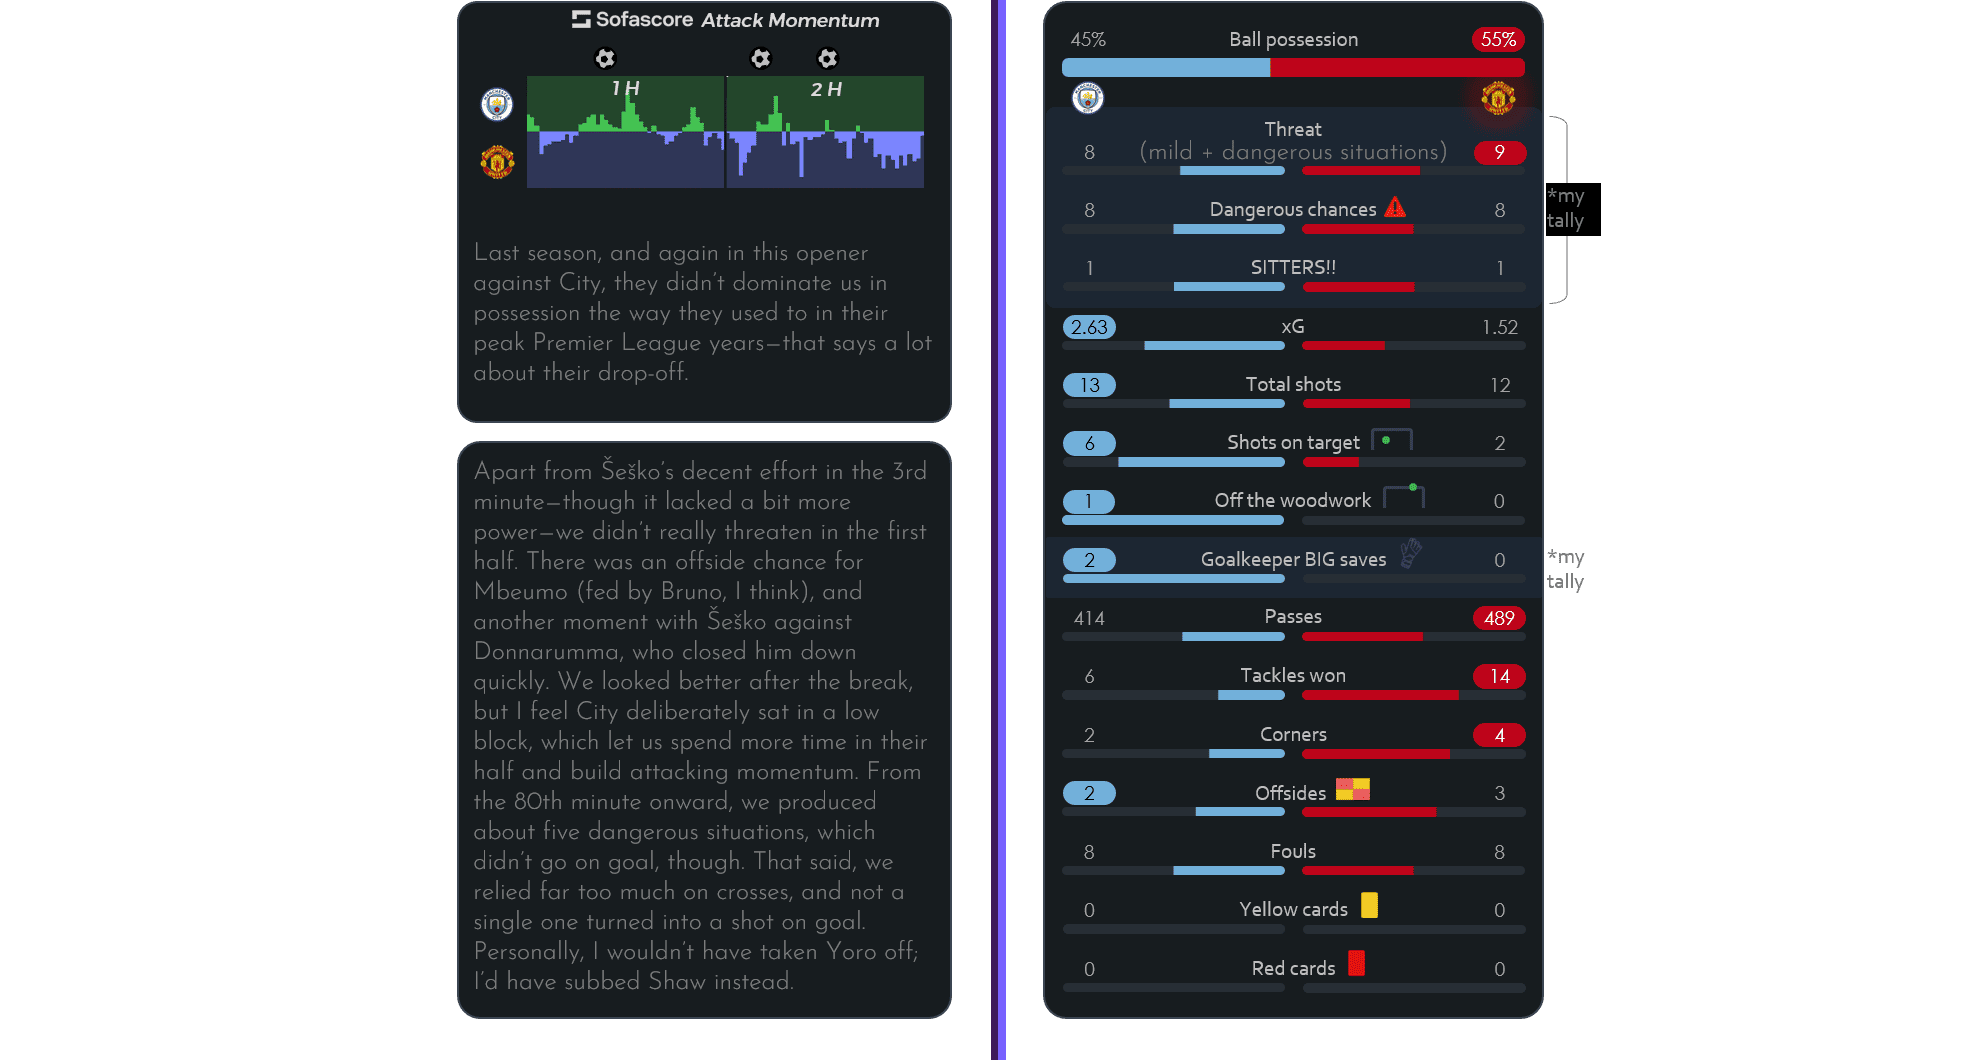 Sofascore Attack Momentum
1 H
2 H
Last season, and again in this opener
against City, they didn't dominate us in
possession the way they used to in their
peak Premier League years—that says a lot
about their drop-off.
Apart from Šeško's decent effort in the 3rd
minute—though it lacked a bit more
power—we didn't really threaten in the first
half. There was an offside chance for
Mbeumo (fed by Bruno, I think), and
another moment with Šeško against
Donnarumma, who closed him down
quickly. We looked better after the break,
but I feel City deliberately sat in a low
block, which let us spend more time in their
half and build attacking momentum. From
the 80th minute onward, we produced
about five dangerous situations, which
didn't go on goal, though. That said, we
relied far too much on crosses, and not a
single one turned into a shot on goal.
Personally, I wouldn't have taken Yoro off;
I'd have subbed Shaw instead.
45% Ball possession 55%
Threat
8 (mild + dangerous situations) 9
8 Dangerous chances 8
1 SITTERS!! 1
*my
tally
2.63 xG 1.52
13 Total shots 12
6 Shots on target 2
1 Off the woodwork 0
2 Goalkeeper BIG saves 0
*my
tally
414 Passes 489
6 Tackles won 14
2 Corners 4
2 Offsides 3
8 Fouls 8
0 Yellow cards 0
0 Red cards 0